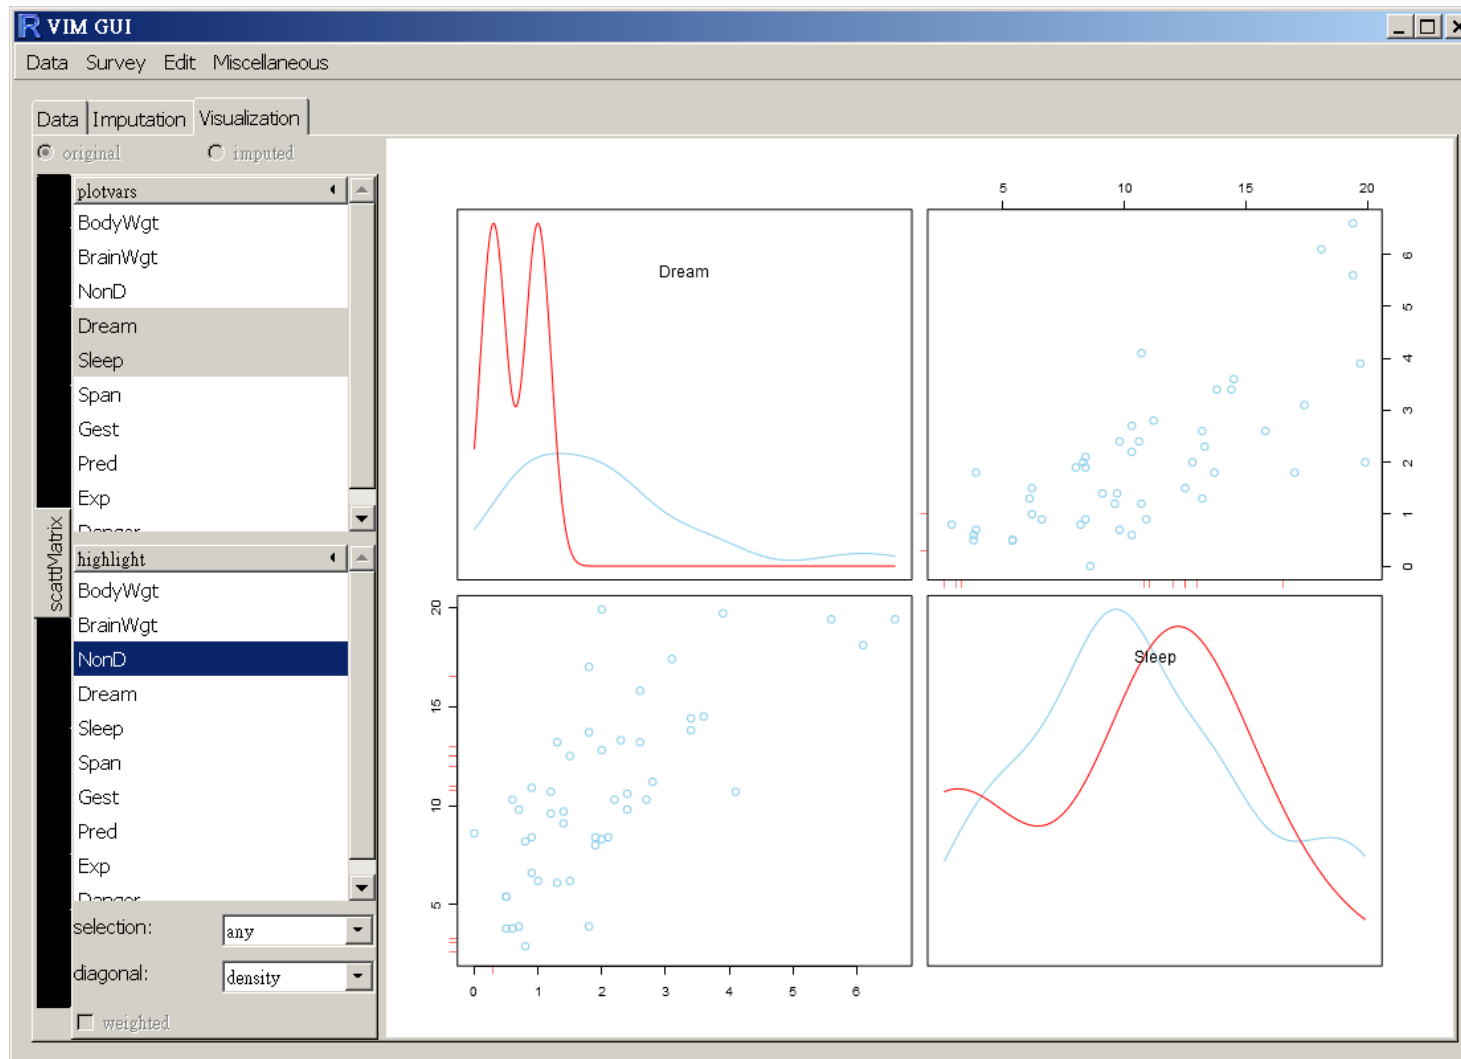 VIM GUI
Data Survey Edit Miscellaneous
Data Imputation Visualization
original imputed
plotvars
BodyWgt
BrainWgt
NonD
Dream
Sleep
Span
Gest
Pred
Exp
Danger
scattMatrix
highlight
BodyWgt
BrainWgt
NonD
Dream
Sleep
Span
Gest
Pred
Exp
Danger
selection: any
diagonal: density
weighted
5 10 15 20
Dream
6
5
4
3
2
1
0
20
15
10
5
Sleep
0 1 2 3 4 5 6